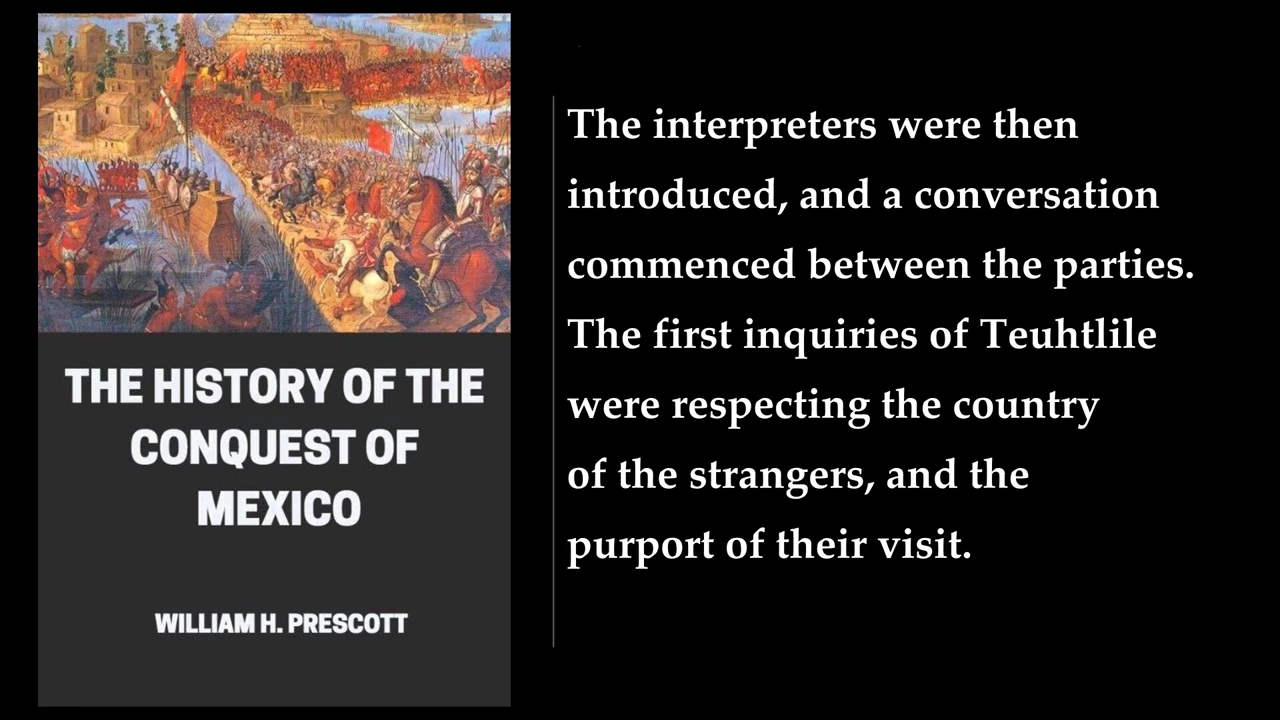 THE HISTORY OF THE
CONQUEST OF
MEXICO
WILLIAM H. PRESCOTT
The interpreters were then
introduced, and a conversation
commenced between the parties.
The first inquiries of Teuhtlile
were respecting the country
of the strangers, and the
purport of their visit.